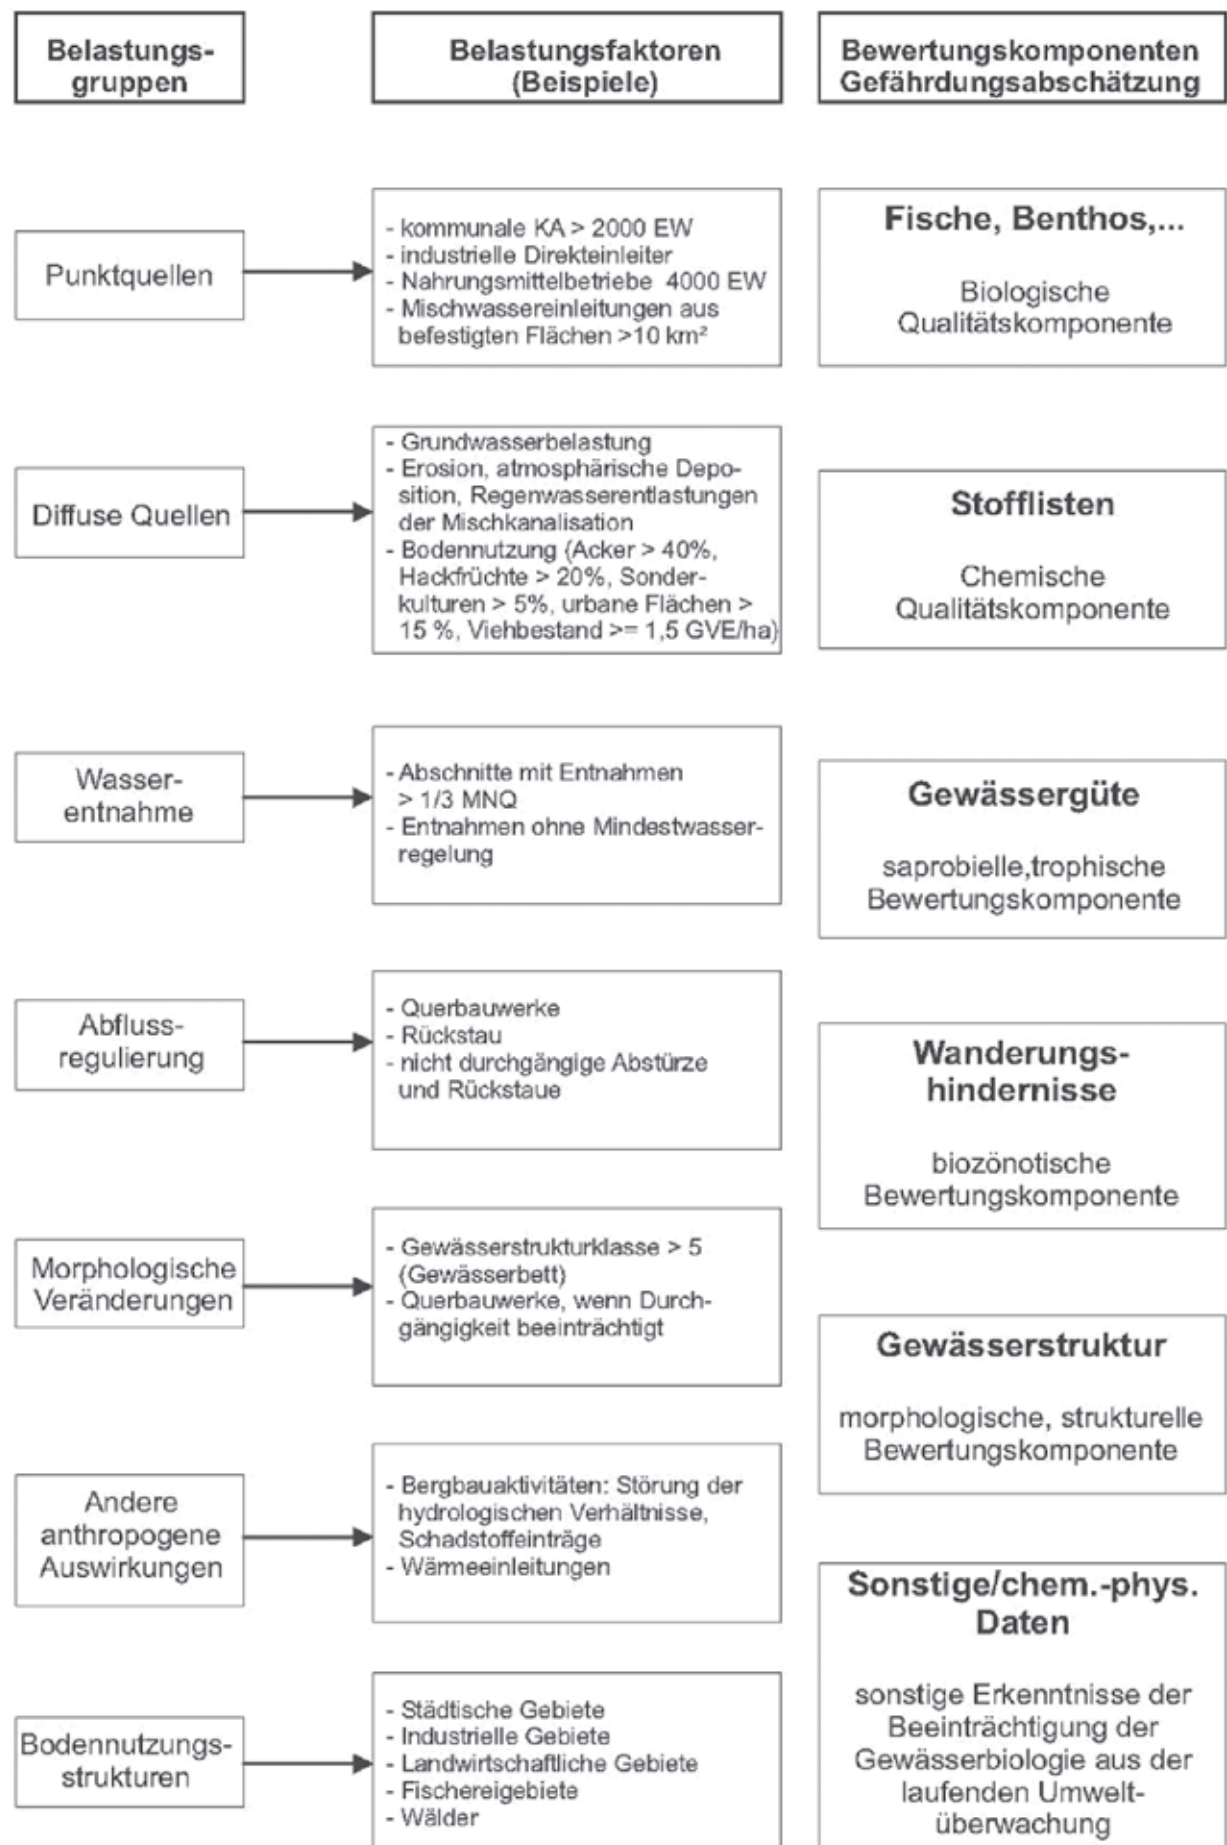 Belastungs-
gruppen
Belastungsfaktoren
(Beispiele)
Bewertungskomponenten
Gefährdungsabschätzung
Punktquellen
- kommunale KA > 2000 EW
- industrielle Direkteinleiter
- Nahrungsmittelbetriebe 4000 EW
- Mischwassereinleitungen aus
befestigten Flächen >10 km²
Fische, Benthos,...
Biologische
Qualitätskomponente
Diffuse Quellen
- Grundwasserbelastung
- Erosion, atmosphärische Depo-
sition, Regenwasserentlastungen
der Mischkanalisation
- Bodennutzung (Acker > 40%,
Hackfrüchte > 20%, Sonder-
kulturen > 5%, urbane Flächen >
15 %, Viehbestand >= 1,5 GVE/ha)
Stofflisten
Chemische
Qualitätskomponente
Wasser-
entnahme
- Abschnitte mit Entnahmen
> 1/3 MNQ
- Entnahmen ohne Mindestwasser-
regelung
Gewässergüte
saprobielle,trophische
Bewertungskomponente
Abfluss-
regulierung
- Querbauwerke
- Rückstau
- nicht durchgängige Abstürze
und Rückstaue
Wanderungs-
hindernisse
biozönotische
Bewertungskomponente
Morphologische
Veränderungen
- Gewässerstrukturklasse > 5
(Gewässerbett)
- Querbauwerke, wenn Durch-
gängigkeit beeinträchtigt
Gewässerstruktur
morphologische, strukturelle
Bewertungskomponente
Andere
anthropogene
Auswirkungen
- Bergbauaktivitäten: Störung der
hydrologischen Verhältnisse,
Schadstoffeinträge
- Wärmeeinleitungen
Sonstige/chem.-phys.
Daten
sonstige Erkenntnisse der
Beeinträchtigung der
Gewässerbiologie aus der
laufenden Umwelt-
überwachung
Bodennutzungs-
strukturen
- Städtische Gebiete
- Industrielle Gebiete
- Landwirtschaftliche Gebiete
- Fischereigebiete
- Wälder